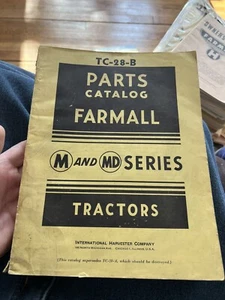 TC-28-B
PARTS
CATALOG
FARMALL
M AND MD SERIES
TRACTORS
INTERNATIONAL HARVESTER COMPANY
(This catalog supersedes TC-28-A, which should be destroyed.)